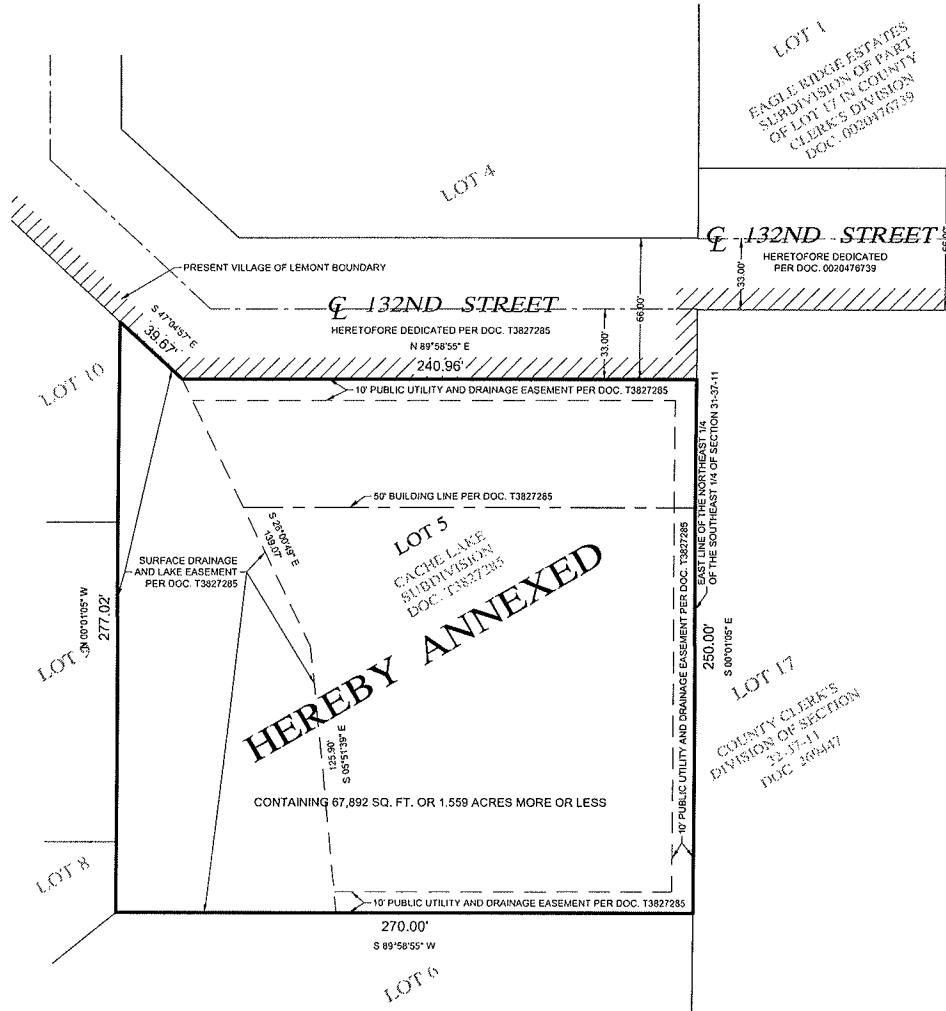 LOT 1
EAGLE RIDGE ESTATES
SUBDIVISION OF PART
OF LOT 17 IN COUNTY
CLERK'S DIVISION
DOC. 0020476739
LOT 4
C L 132ND STREET
HERETOFORE DEDICATED
PER DOC. 0020476739
66.00'
33.00'
PRESENT VILLAGE OF LEMONT BOUNDARY
C L 132ND STREET
HERETOFORE DEDICATED PER DOC. T3827285
N 89°58'55" E
240.96'
66.00'
33.00'
S 47°04'57" E
39.67'
LOT 10
10' PUBLIC UTILITY AND DRAINAGE EASEMENT PER DOC. T3827285
EAST LINE OF THE NORTHEAST 1/4
OF THE SOUTHEAST 1/4 OF SECTION 31-37-11
50' BUILDING LINE PER DOC. T3827285
S 26°00'49" E
139.07'
LOT 5
CACHE LAKE
SUBDIVISION
DOC. T3827285
SURFACE DRAINAGE
AND LAKE EASEMENT
PER DOC. T3827285
HEREBY ANNEXED
N 00°01'05" W
277.02'
LOT
250.00'
S 00°01'05" E
10' PUBLIC UTILITY AND DRAINAGE EASEMENT PER DOC. T3827285
LOT 17
COUNTY CLERK'S
DIVISION OF SECTION
32-37-11
DOC. 269447
125.90'
S 05°51'39" E
CONTAINING 67,892 SQ. FT. OR 1.559 ACRES MORE OR LESS
LOT 8
10' PUBLIC UTILITY AND DRAINAGE EASEMENT PER DOC. T3827285
270.00'
S 89°58'55" W
LOT 6